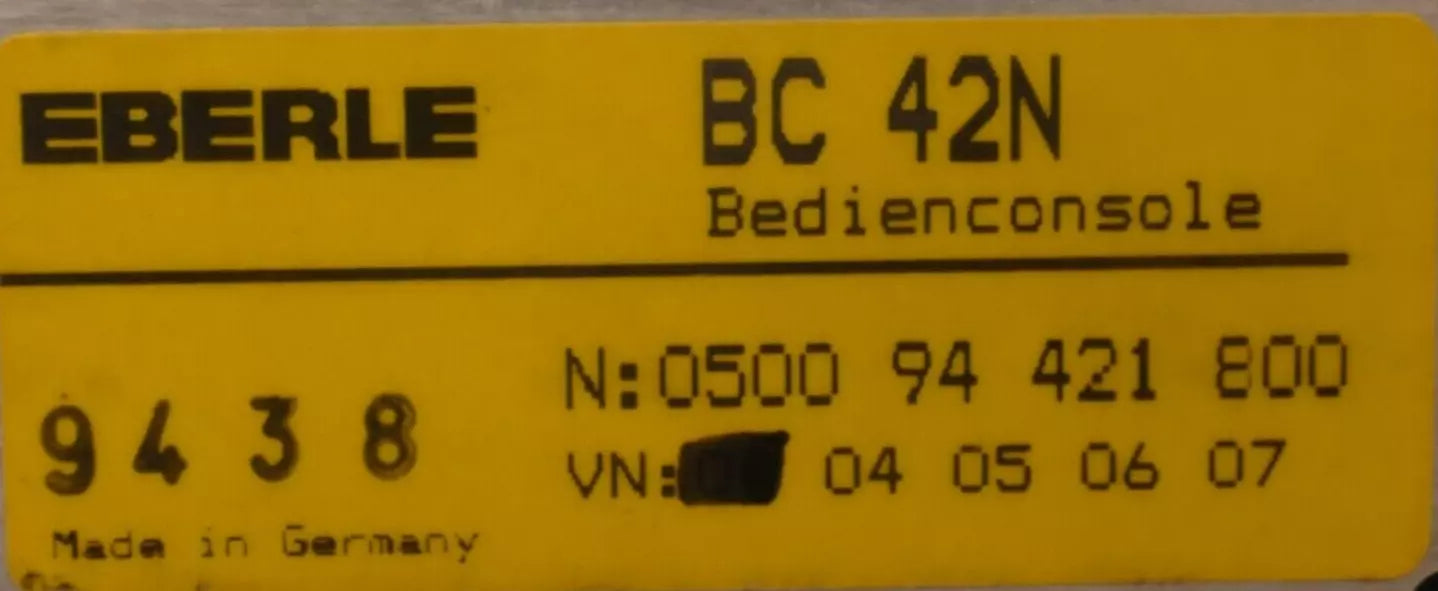 EBERLE
BC 42N
Bedienconsole
N:0500 94 421 800
VN: 04 05 06 07
9438
Made in Germany